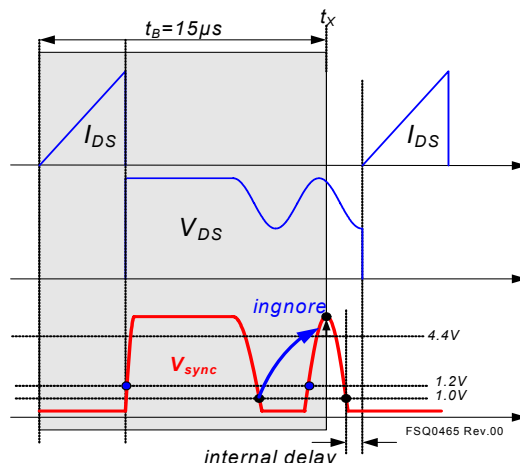 t_B=15µs
t_X
I_DS
I_DS
V_DS
ingnore
4.4V
V_sync
1.2V
1.0V
FSQ0465 Rev.00
internal delay